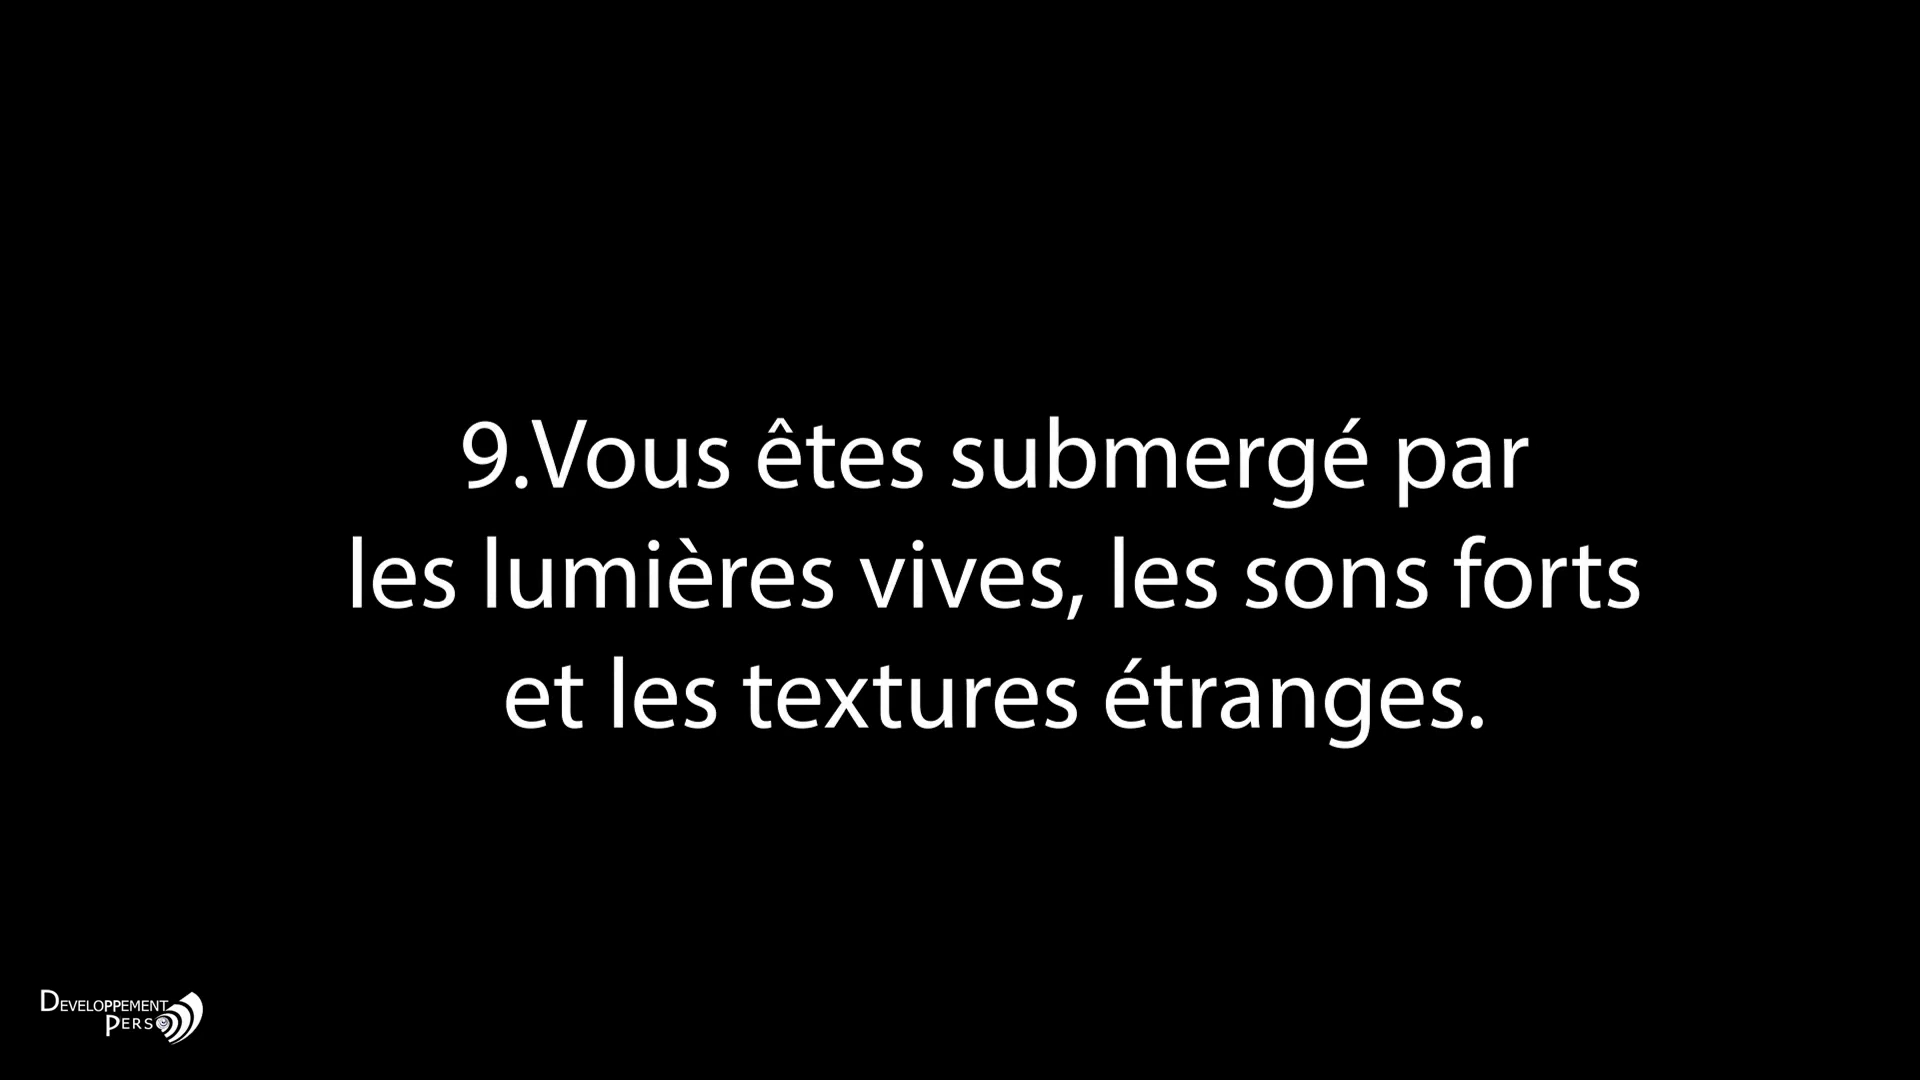 9.Vous êtes submergé par
les lumières vives, les sons forts
et les textures étranges.
DEVELOPPEMENT
PERSO